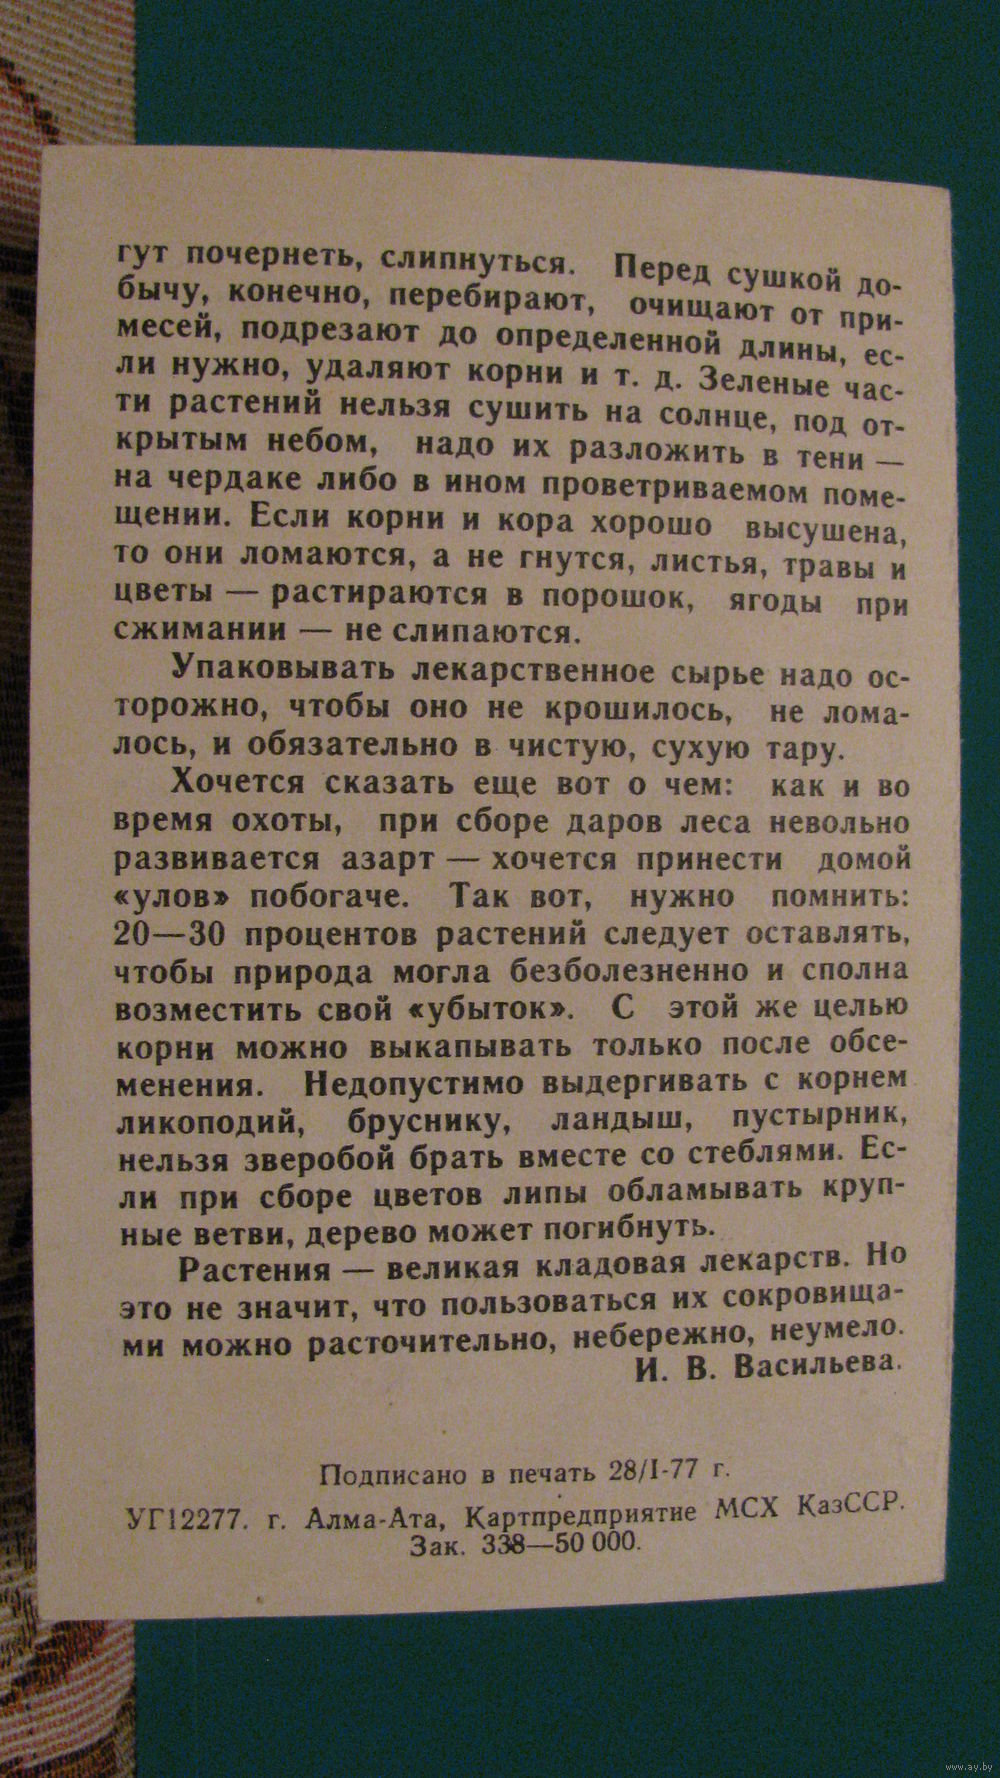 гут почернеть, слипнуться. Перед сушкой до-
бычу, конечно, перебирают, очищают от при-
месей, подрезают до определенной длины, ес-
ли нужно, удаляют корни и т. д. Зеленые час-
ти растений нельзя сушить на солнце, под от-
крытым небом, надо их разложить в тени —
на чердаке либо в ином проветриваемом поме-
щении. Если корни и кора хорошо высушена,
то они ломаются, а не гнутся, листья, травы и
цветы — растираются в порошок, ягоды при
сжимании — не слипаются.
Упаковывать лекарственное сырье надо ос-
торожно, чтобы оно не крошилось, не лома-
лось, и обязательно в чистую, сухую тару.
Хочется сказать еще вот о чем: как и во
время охоты, при сборе даров леса невольно
развивается азарт — хочется принести домой
«улов» побогаче. Так вот, нужно помнить:
20—30 процентов растений следует оставлять,
чтобы природа могла безболезненно и сполна
возместить свой «убыток». С этой же целью
корни можно выкапывать только после обсе-
менения. Недопустимо выдергивать с корнем
ликоподий, бруснику, ландыш, пустырник,
нельзя зверобой брать вместе со стеблями. Ес-
ли при сборе цветов липы обламывать круп-
ные ветви, дерево может погибнуть.
Растения — великая кладовая лекарств. Но
это не значит, что пользоваться их сокровища-
ми можно расточительно, небережно, неумело.
И. В. Васильева.
Подписано в печать 28/I-77 г.
УГ12277. г. Алма-Ата, Картпредприятие МСХ КазССР.
Зак. 338—50 000.
www.ay.by